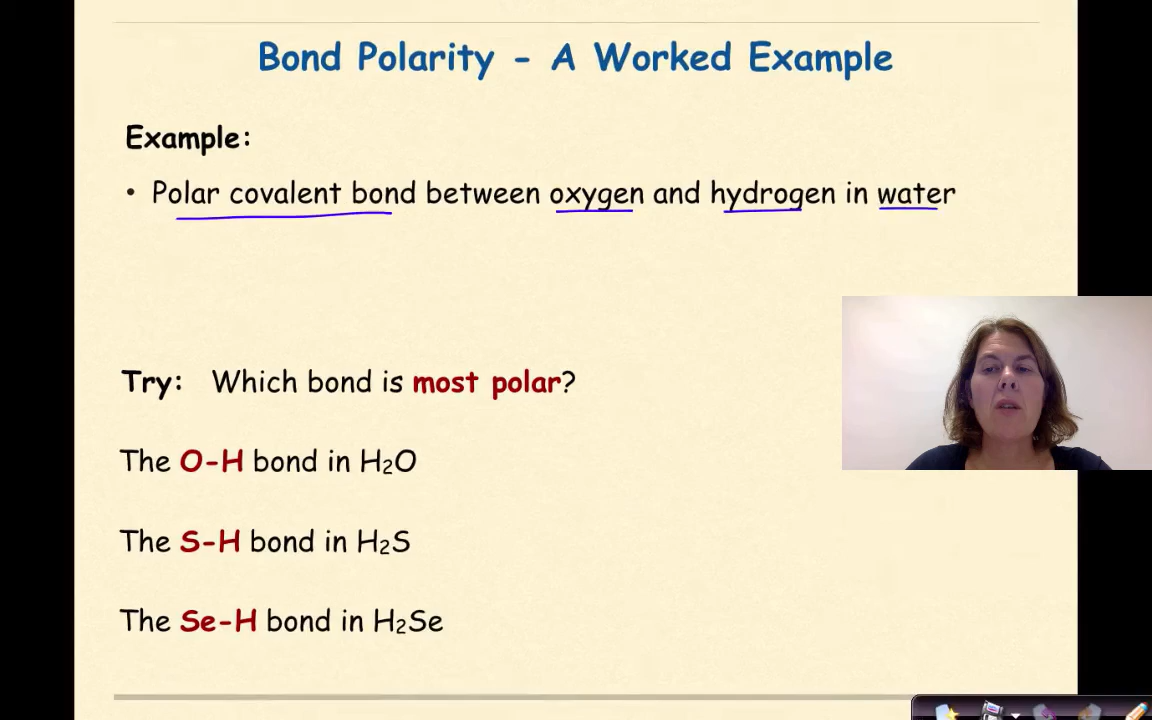 Bond Polarity - A Worked Example
Example:
• Polar covalent bond between oxygen and hydrogen in water
Try: Which bond is most polar?
The O-H bond in H₂O
The S-H bond in H₂S
The Se-H bond in H₂Se